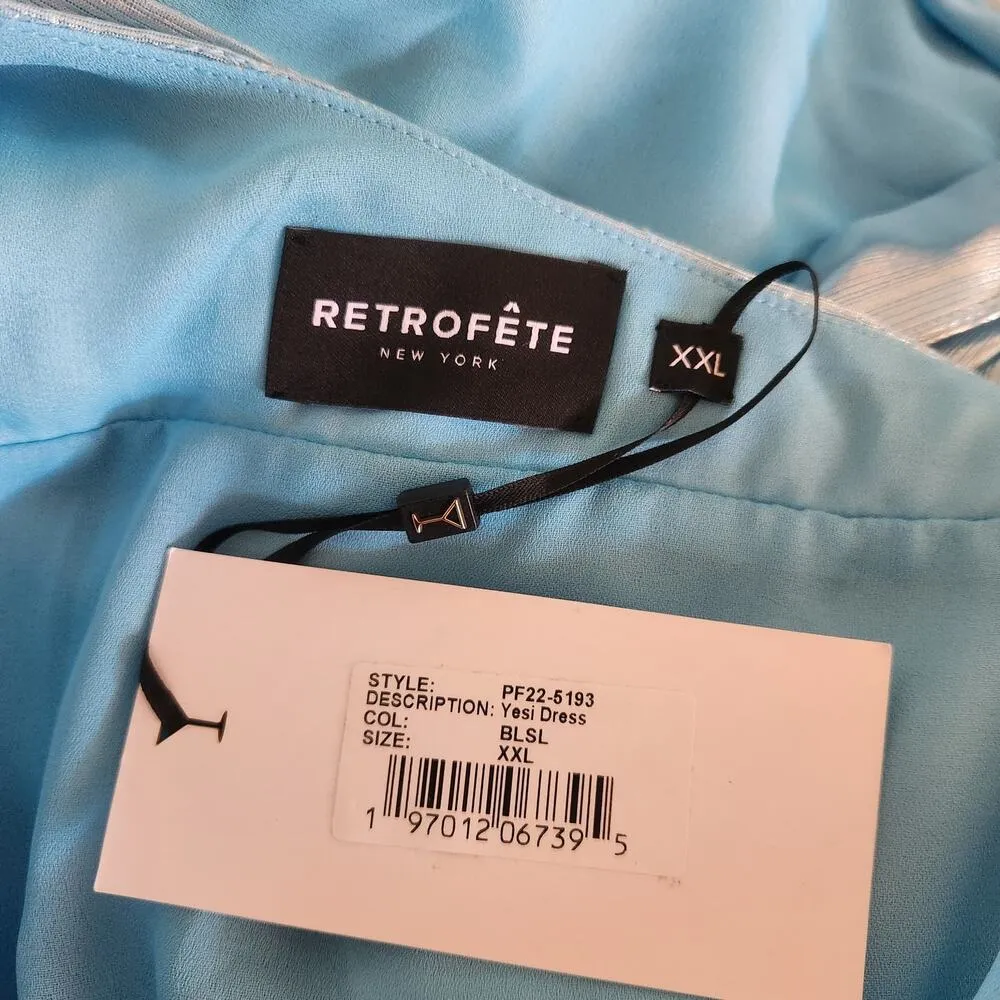 RETROFÊTE
NEW YORK
XXL
STYLE: PF22-5193
DESCRIPTION: Yesi Dress
COL: BLSL
SIZE: XXL
1 97012 06739 5